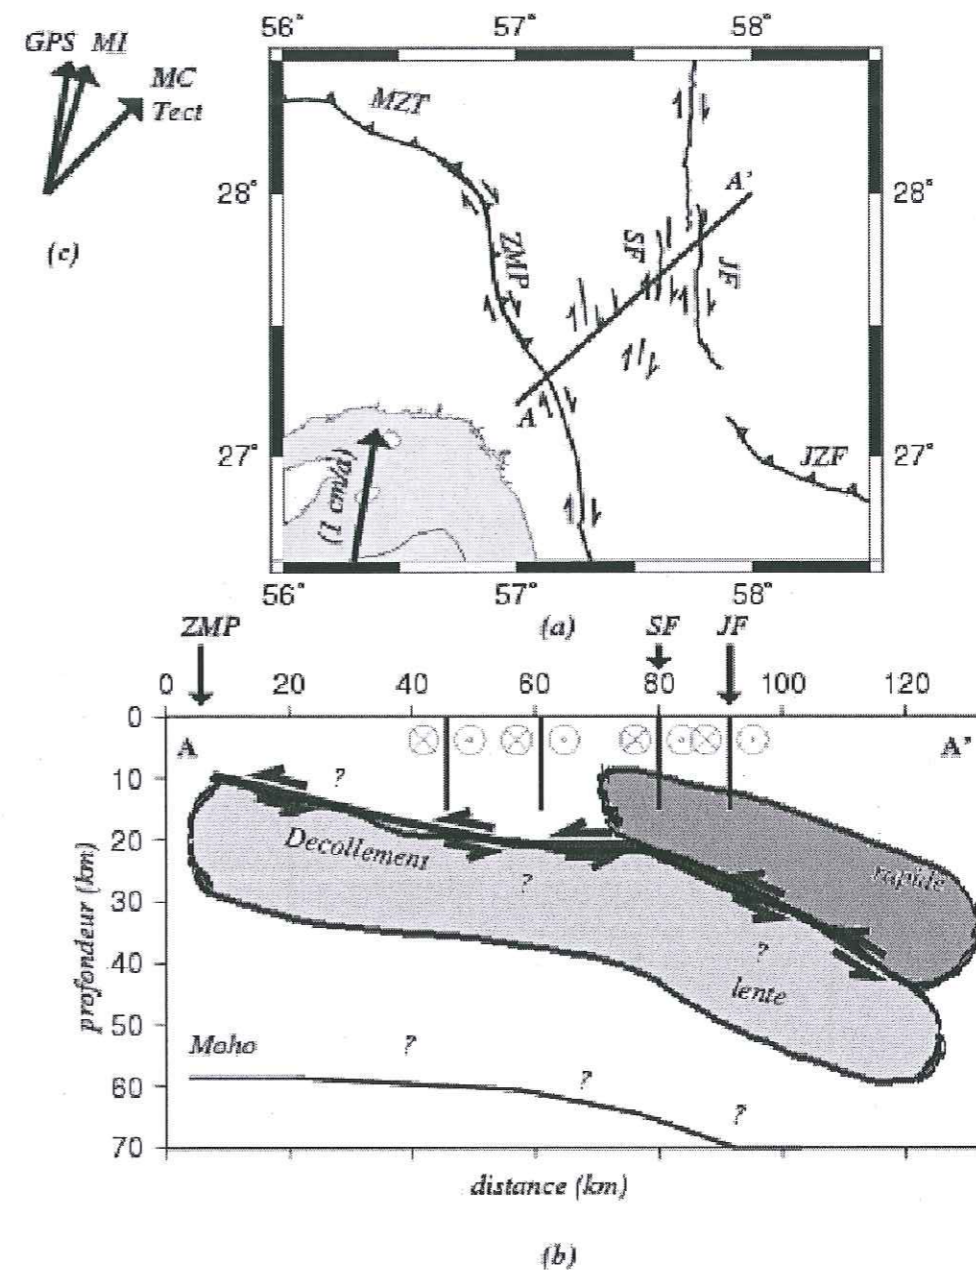 GPS MI
MC
Tect
(c)
56° 57° 58°
MZT
28° 28°
A'
ZMP
SF
JF
A
27° 27°
JZF
(1 cm/a)
56° 57° 58°
(a)
ZMP SF JF
0 20 40 60 80 100 120
0
A A'
10
?
20
Decollement
rapide
30
?
40
?
lente
50
Moho ?
60
?
?
70
profondeur (km)
distance (km)
(b)